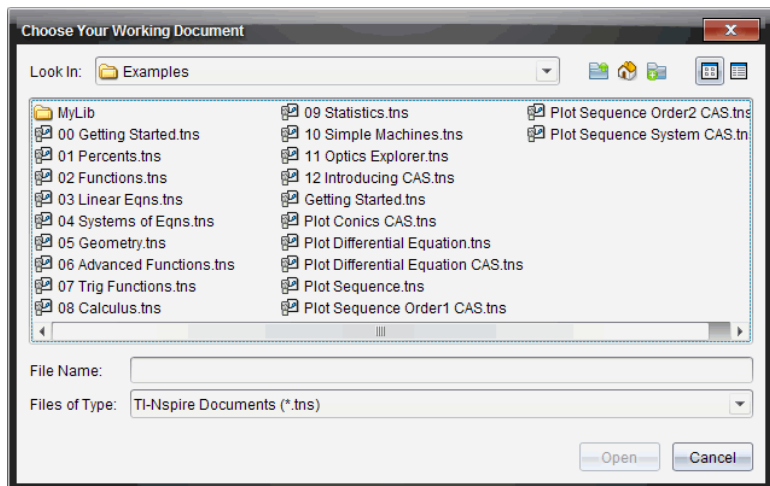 Choose Your Working Document
Look In: Examples
MyLib
00 Getting Started.tns
01 Percents.tns
02 Functions.tns
03 Linear Eqns.tns
04 Systems of Eqns.tns
05 Geometry.tns
06 Advanced Functions.tns
07 Trig Functions.tns
08 Calculus.tns
09 Statistics.tns
10 Simple Machines.tns
11 Optics Explorer.tns
12 Introducing CAS.tns
Getting Started.tns
Plot Conics CAS.tns
Plot Differential Equation.tns
Plot Differential Equation CAS.tns
Plot Sequence.tns
Plot Sequence Order1 CAS.tns
Plot Sequence Order2 CAS.tns
Plot Sequence System CAS.tn
File Name:
Files of Type: TI-Nspire Documents (*.tns)
Open Cancel